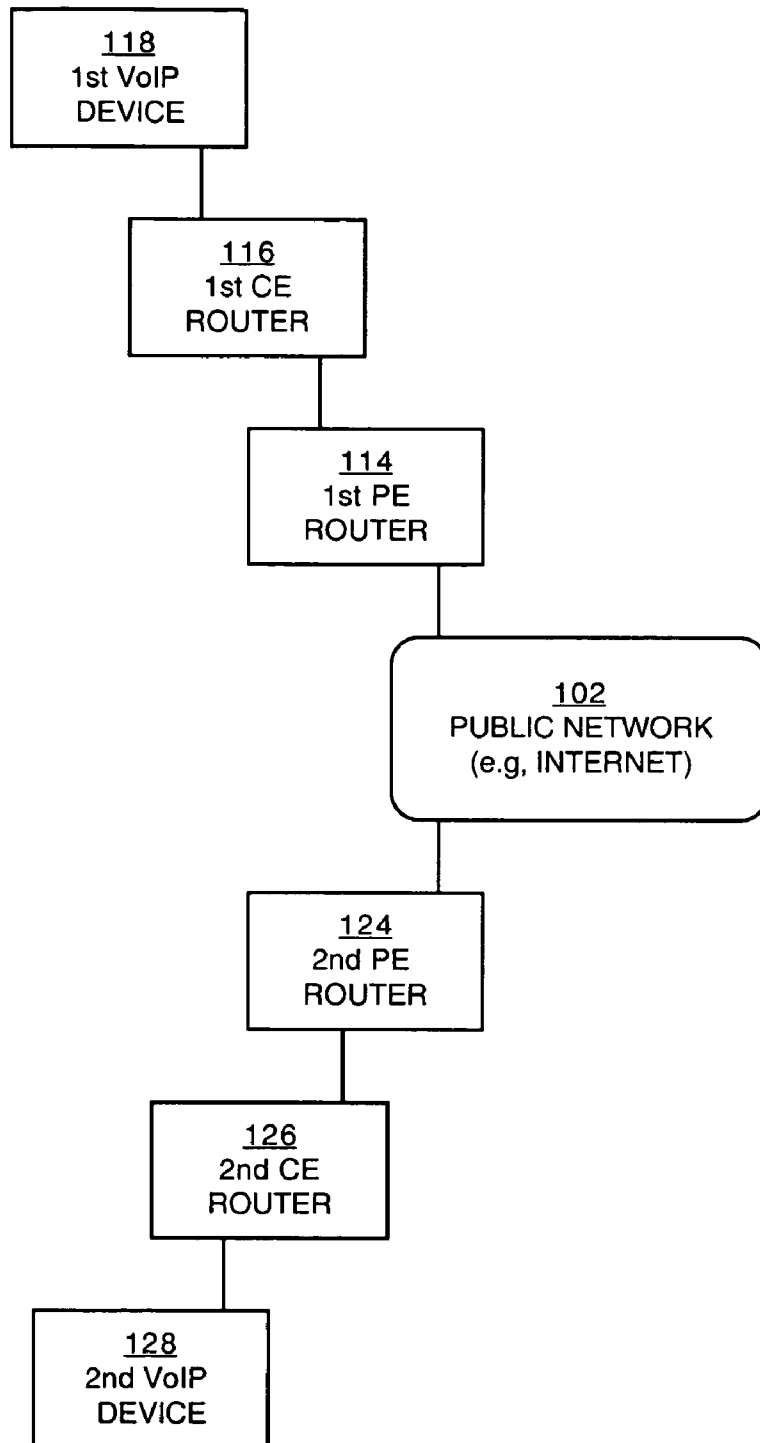 118
1st VoIP
DEVICE
116
1st CE
ROUTER
114
1st PE
ROUTER
102
PUBLIC NETWORK
(e.g, INTERNET)
124
2nd PE
ROUTER
126
2nd CE
ROUTER
128
2nd VoIP
DEVICE